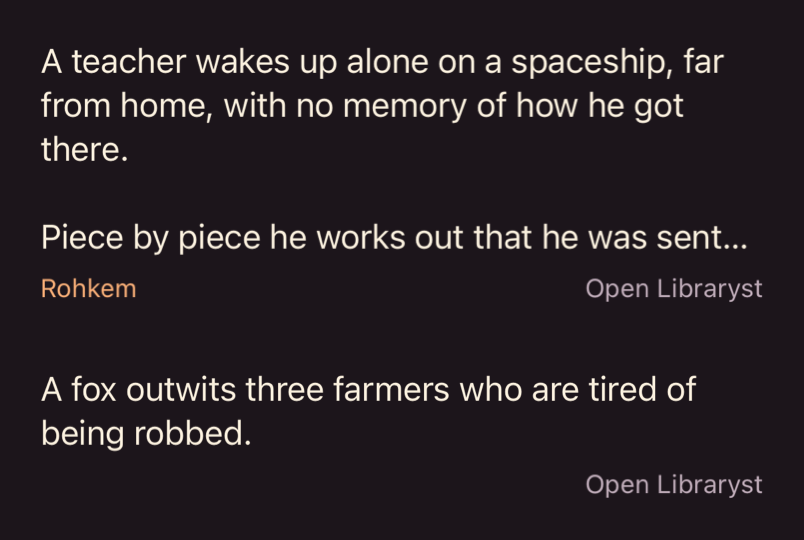 A teacher wakes up alone on a spaceship, far
from home, with no memory of how he got
there.
Piece by piece he works out that he was sent...
Rohkem
Open Libraryst
A fox outwits three farmers who are tired of
being robbed.
Open Libraryst